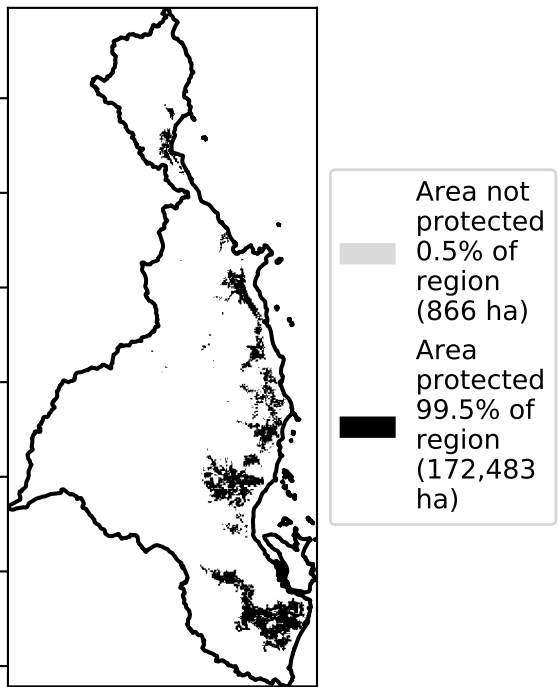 Area not
protected
0.5% of
region
(866 ha)
Area
protected
99.5% of
region
(172,483
ha)